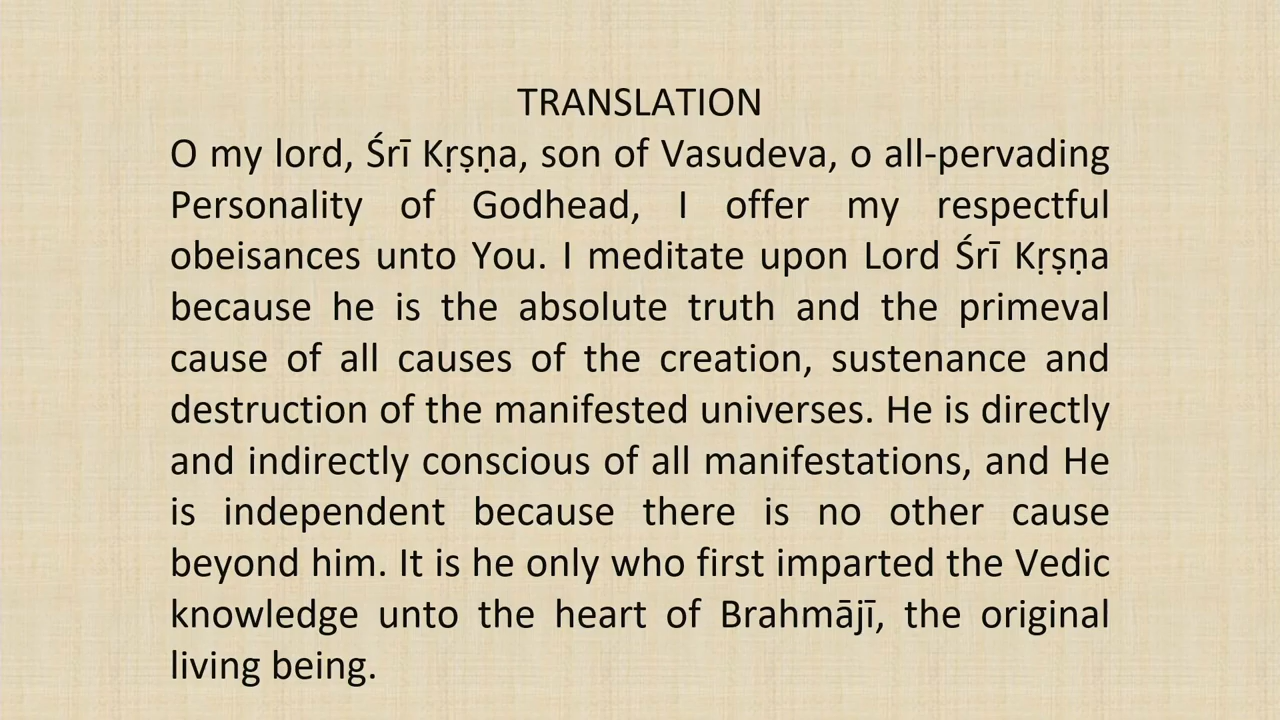 TRANSLATION
O my lord, Śrī Kṛṣṇa, son of Vasudeva, o all-pervading
Personality of Godhead, I offer my respectful
obeisances unto You. I meditate upon Lord Śrī Kṛṣṇa
because he is the absolute truth and the primeval
cause of all causes of the creation, sustenance and
destruction of the manifested universes. He is directly
and indirectly conscious of all manifestations, and He
is independent because there is no other cause
beyond him. It is he only who first imparted the Vedic
knowledge unto the heart of Brahmājī, the original
living being.